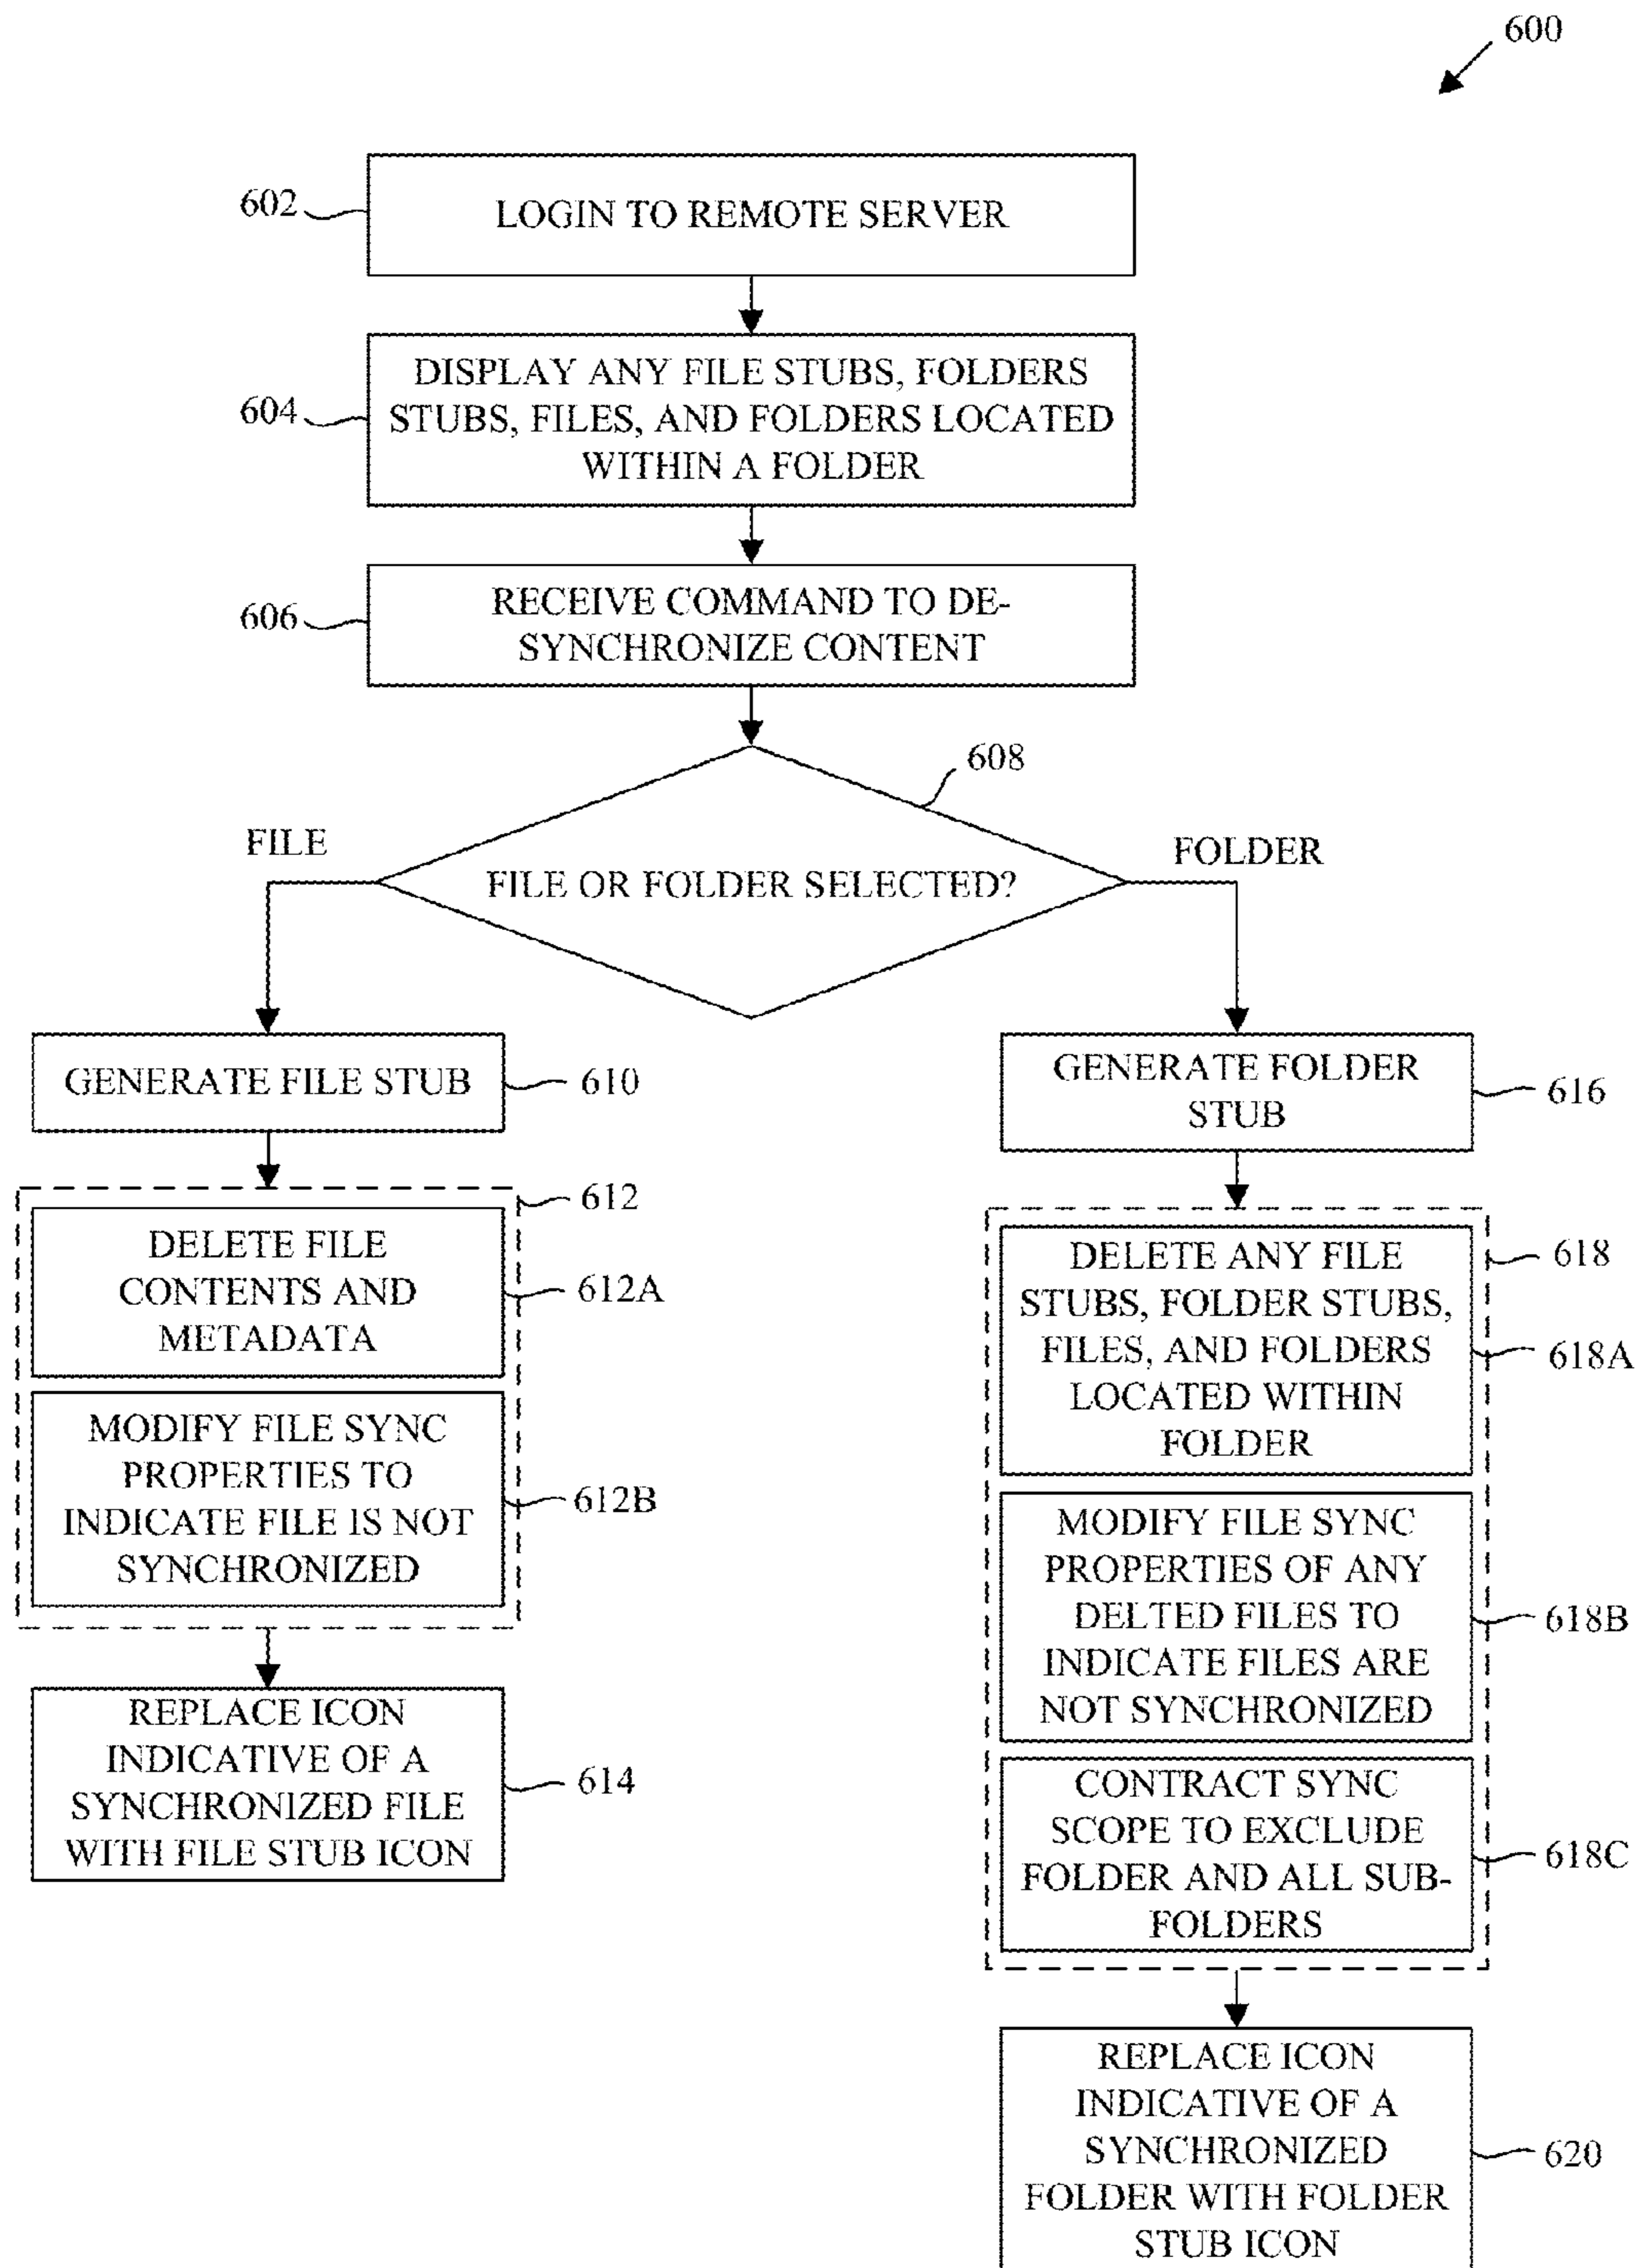 600
602
LOGIN TO REMOTE SERVER
604
DISPLAY ANY FILE STUBS, FOLDERS
STUBS, FILES, AND FOLDERS LOCATED
WITHIN A FOLDER
606
RECEIVE COMMAND TO DE-
SYNCHRONIZE CONTENT
608
FILE OR FOLDER SELECTED?
FILE
FOLDER
GENERATE FILE STUB
610
612
DELETE FILE
CONTENTS AND
METADATA
612A
MODIFY FILE SYNC
PROPERTIES TO
INDICATE FILE IS NOT
SYNCHRONIZED
612B
REPLACE ICON
INDICATIVE OF A
SYNCHRONIZED FILE
WITH FILE STUB ICON
614
GENERATE FOLDER
STUB
616
618
DELETE ANY FILE
STUBS, FOLDER STUBS,
FILES, AND FOLDERS
LOCATED WITHIN
FOLDER
618A
MODIFY FILE SYNC
PROPERTIES OF ANY
DELTED FILES TO
INDICATE FILES ARE
NOT SYNCHRONIZED
618B
CONTRACT SYNC
SCOPE TO EXCLUDE
FOLDER AND ALL SUB-
FOLDERS
618C
REPLACE ICON
INDICATIVE OF A
SYNCHRONIZED
FOLDER WITH FOLDER
STUB ICON
620